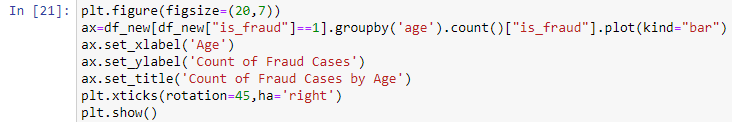 In [21]: plt.figure(figsize=(20,7))
ax=df_new[df_new["is_fraud"]==1].groupby('age').count()["is_fraud"].plot(kind="bar")
ax.set_xlabel('Age')
ax.set_ylabel('Count of Fraud Cases')
ax.set_title('Count of Fraud Cases by Age')
plt.xticks(rotation=45,ha='right')
plt.show()